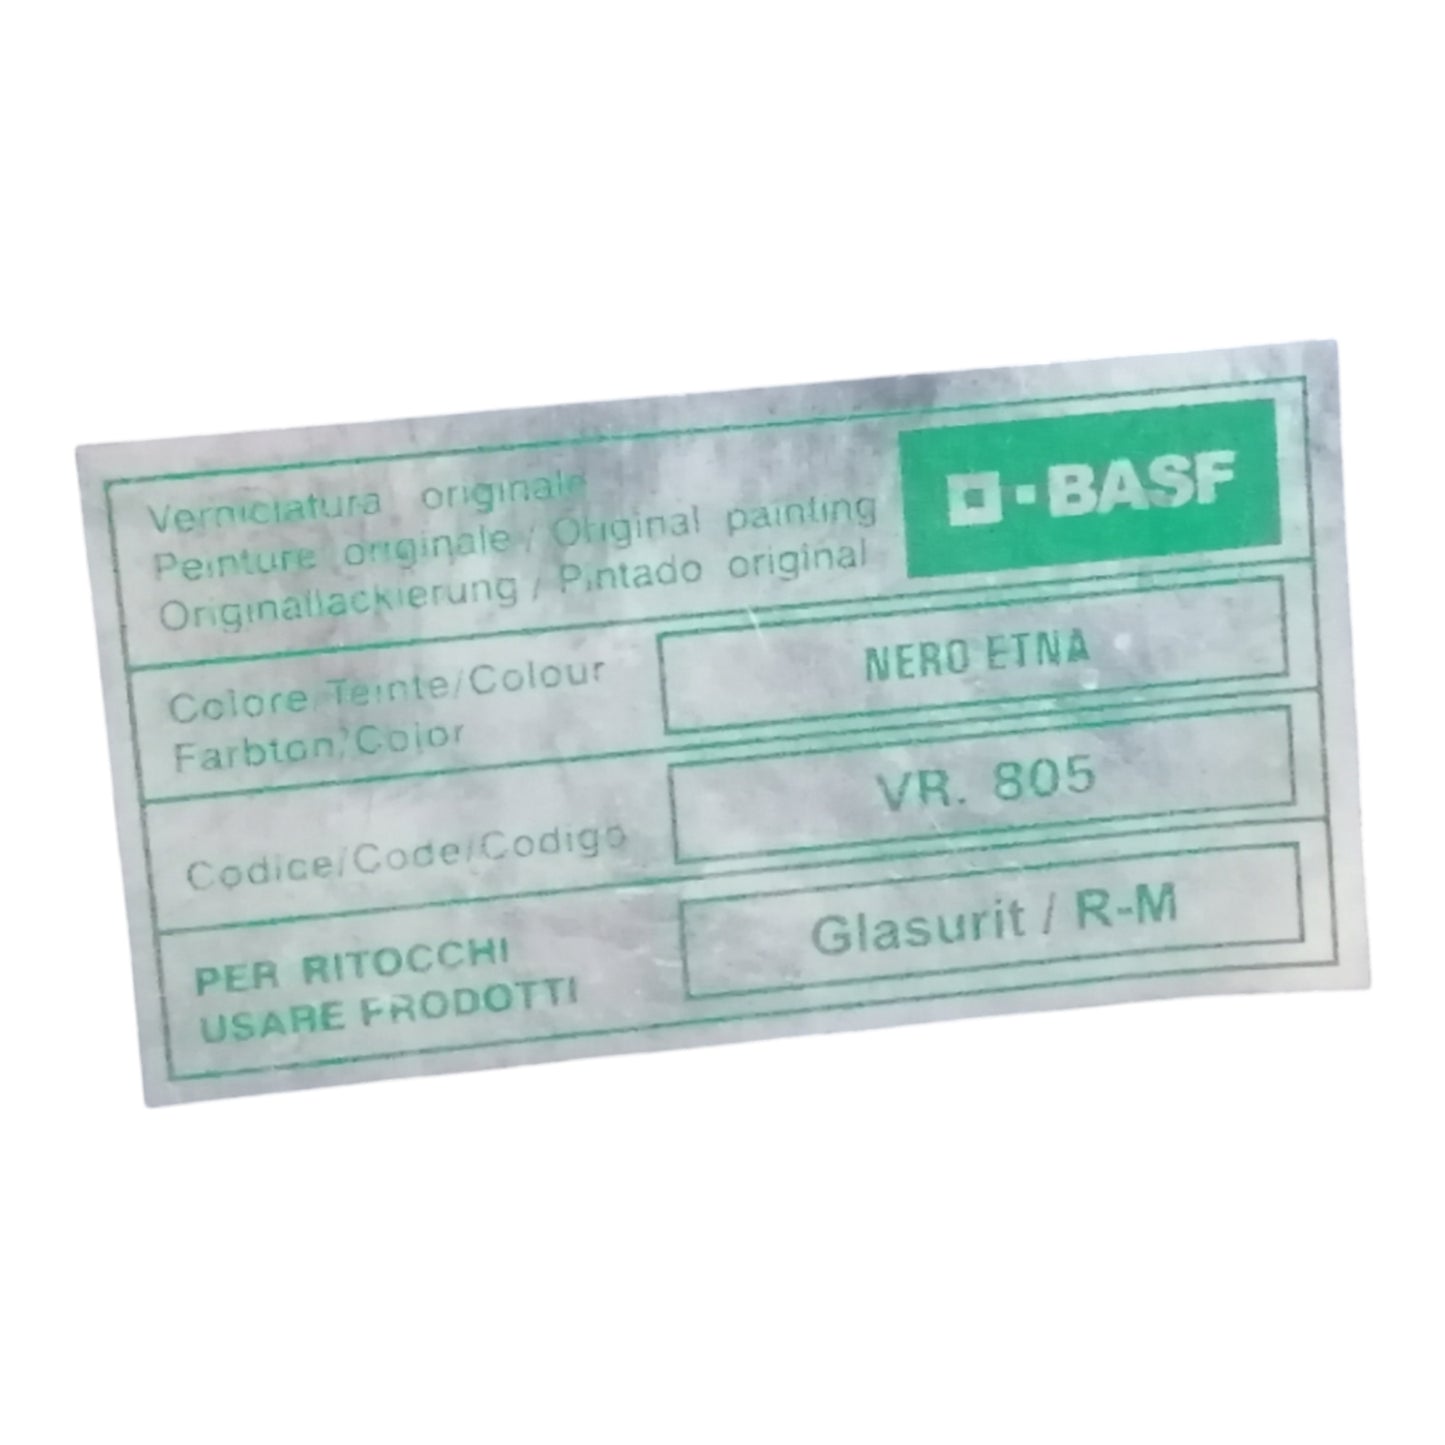 Verniciatura originale
Peinture originale / Original painting
Originallackierung / Pintado original
BASF
Colore/Teinte/Colour
Farbton/Color
NERO ETNA
Codice/Code/Codigo
VR. 805
PER RITOCCHI
USARE PRODOTTI
Glasurit / R-M